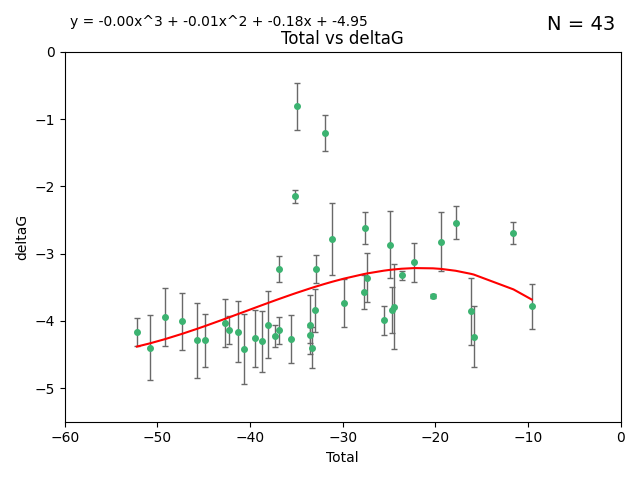 y = -0.00x^3 + -0.01x^2 + -0.18x + -4.95
N = 43
Total vs deltaG
0
−1
−2
−3
−4
−5
deltaG
−60 −50 −40 −30 −20 −10 0
Total